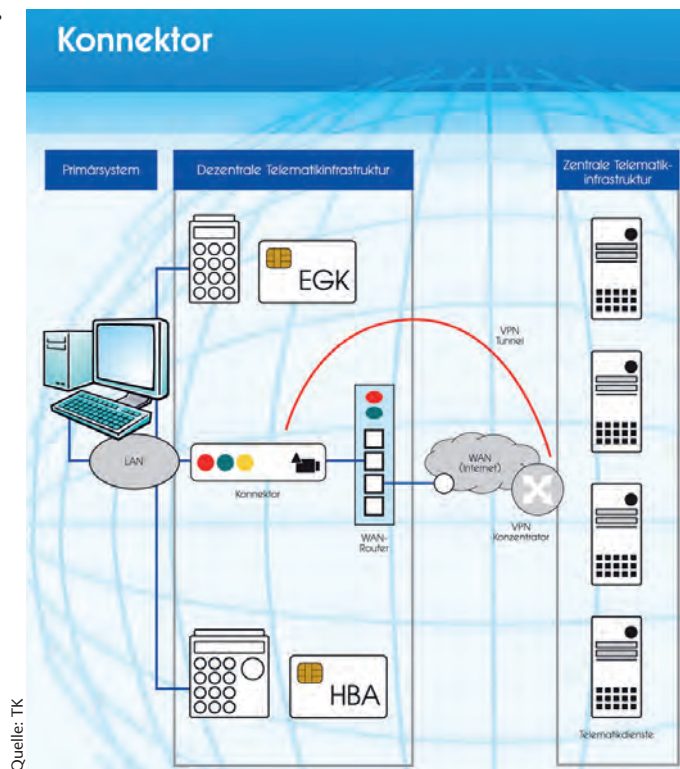 Konnektor
Primärsystem
Dezentrale Telematikinfrastruktur
Zentrale Telematik-
infrastruktur
EGK
VPN
Tunnel
LAN
Konnektor
WAN-
Router
WAN
(Internet)
VPN
Konzentrator
HBA
Telematikdienste
Quelle: TK